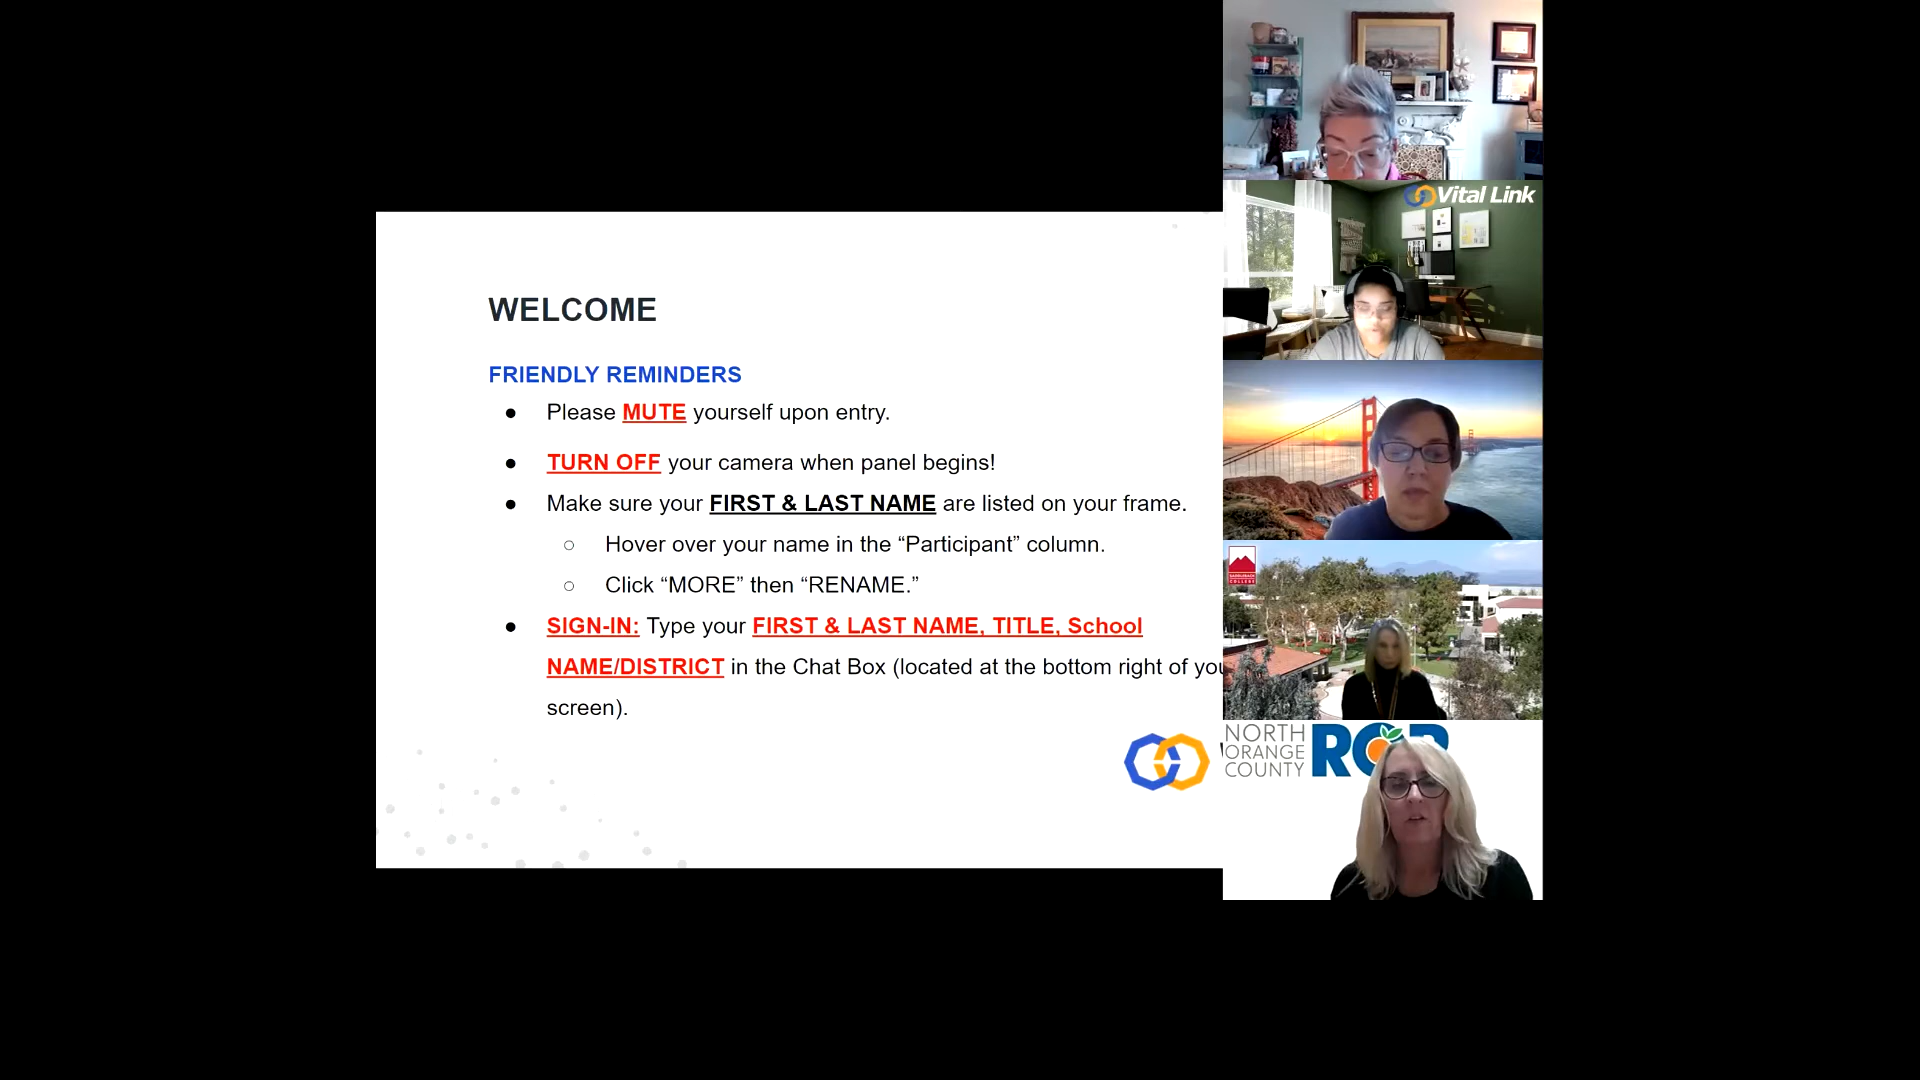 WELCOME
FRIENDLY REMINDERS
● Please MUTE yourself upon entry.
● TURN OFF your camera when panel begins!
● Make sure your FIRST & LAST NAME are listed on your frame.
○ Hover over your name in the “Participant” column.
○ Click “MORE” then “RENAME.”
● SIGN-IN: Type your FIRST & LAST NAME, TITLE, School
NAME/DISTRICT in the Chat Box (located at the bottom right of you
screen).
Vital Link
SADDLEBACK
COLLEGE
NORTH
ORANGE
COUNTY
ROP